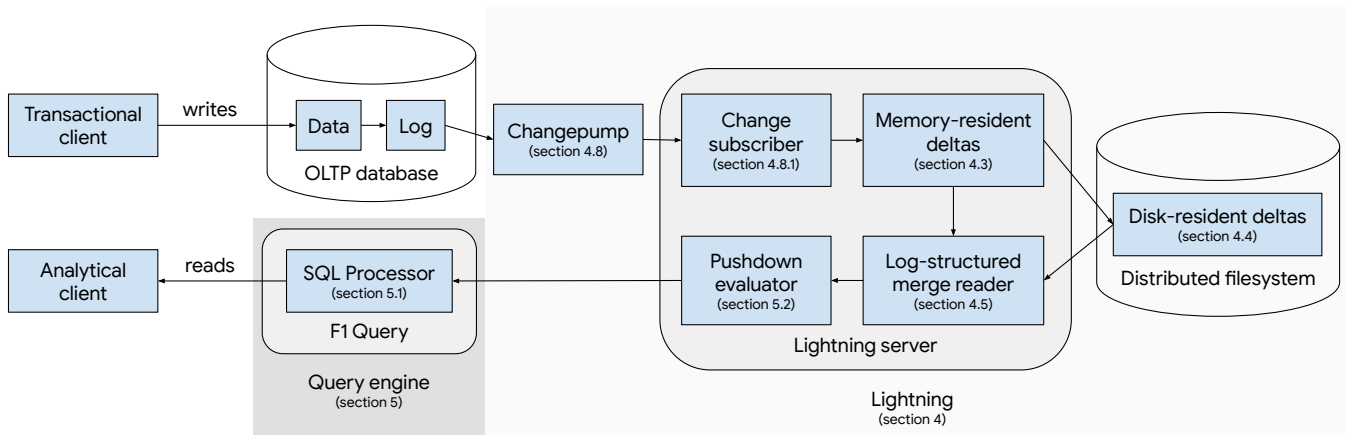 Transactional
client
writes
Data
Log
OLTP database
Changepump
(section 4.8)
Change
subscriber
(section 4.8.1)
Memory-resident
deltas
(section 4.3)
Disk-resident deltas
(section 4.4)
Distributed filesystem
Analytical
client
reads
SQL Processor
(section 5.1)
F1 Query
Query engine
(section 5)
Pushdown
evaluator
(section 5.2)
Log-structured
merge reader
(section 4.5)
Lightning server
Lightning
(section 4)